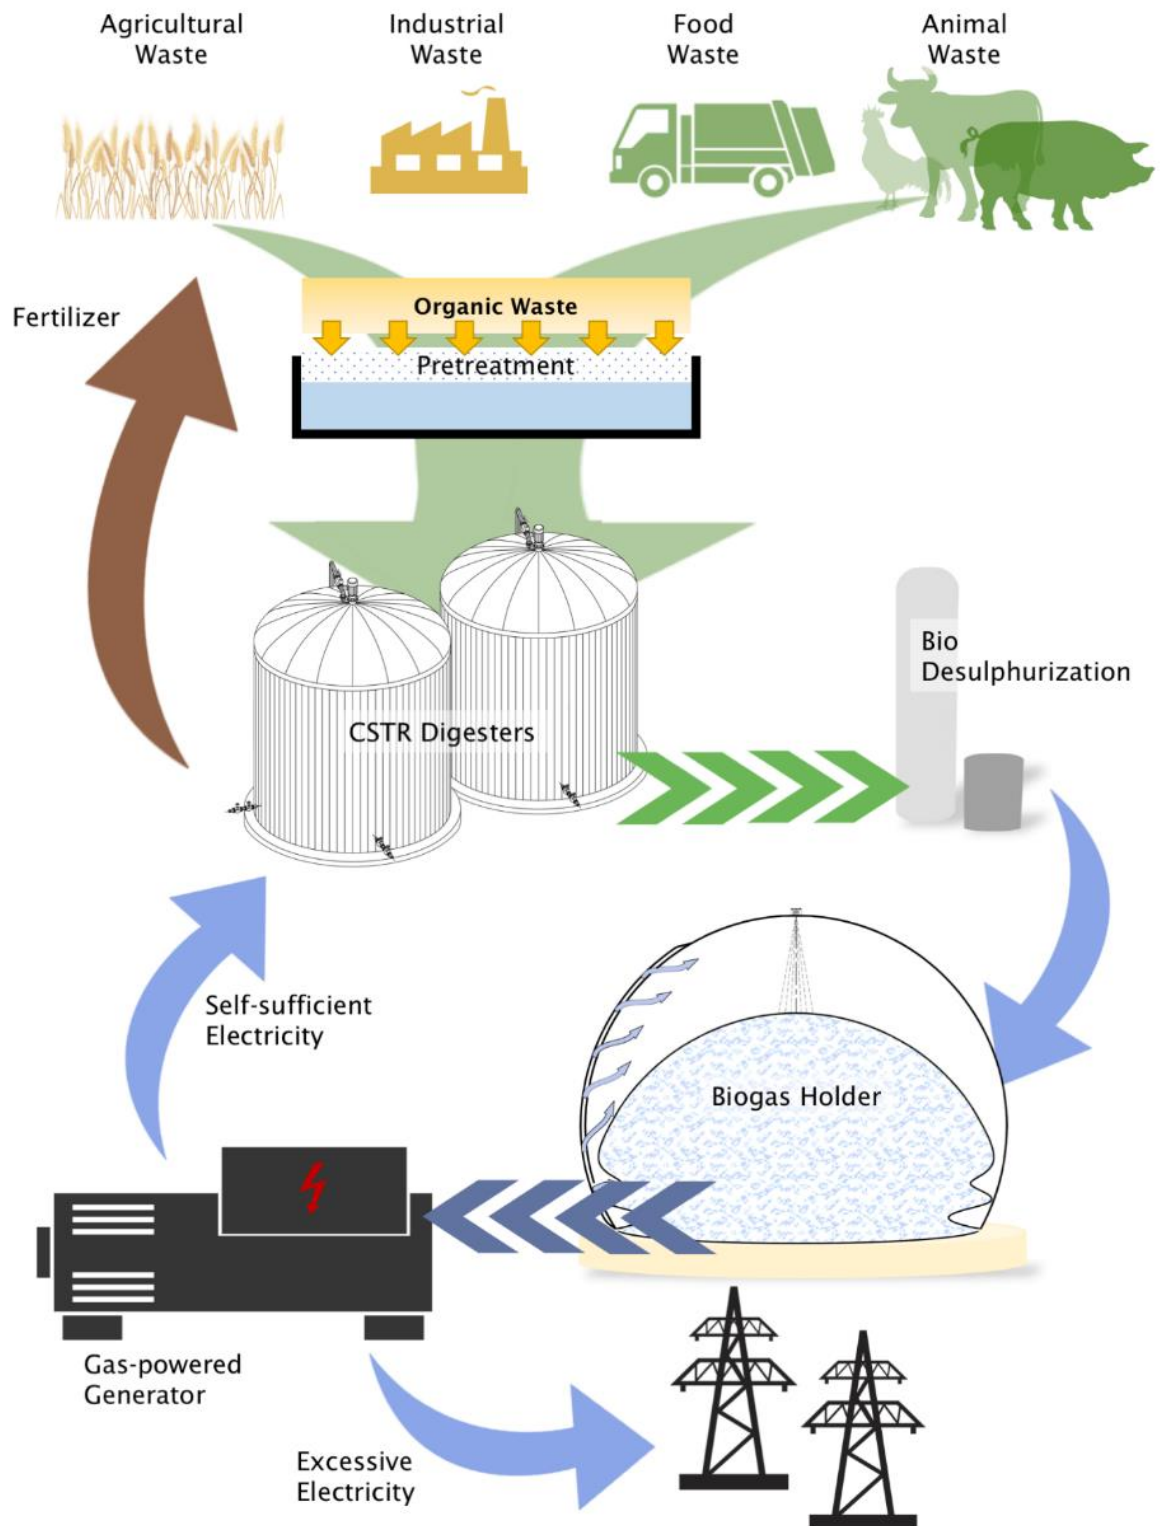 Agricultural
Waste
Industrial
Waste
Food
Waste
Animal
Waste
Fertilizer
Organic Waste
Pretreatment
Bio
Desulphurization
CSTR Digesters
Self-sufficient
Electricity
Biogas Holder
Gas-powered
Generator
Excessive
Electricity